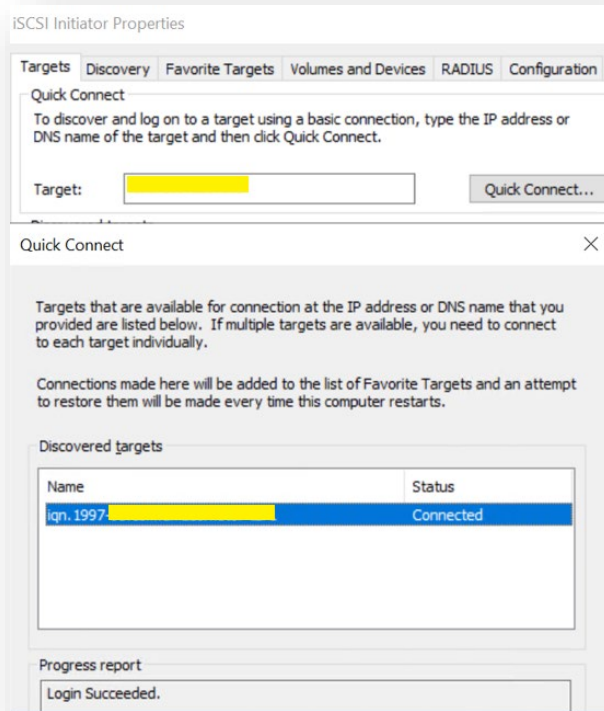 iSCSI Initiator Properties
Targets Discovery Favorite Targets Volumes and Devices RADIUS Configuration
Quick Connect
To discover and log on to a target using a basic connection, type the IP address or
DNS name of the target and then click Quick Connect.
Target: Quick Connect...
Quick Connect
Targets that are available for connection at the IP address or DNS name that you
provided are listed below. If multiple targets are available, you need to connect
to each target individually.
Connections made here will be added to the list of Favorite Targets and an attempt
to restore them will be made every time this computer restarts.
Discovered targets
Name Status
iqn.1997- Connected
Progress report
Login Succeeded.